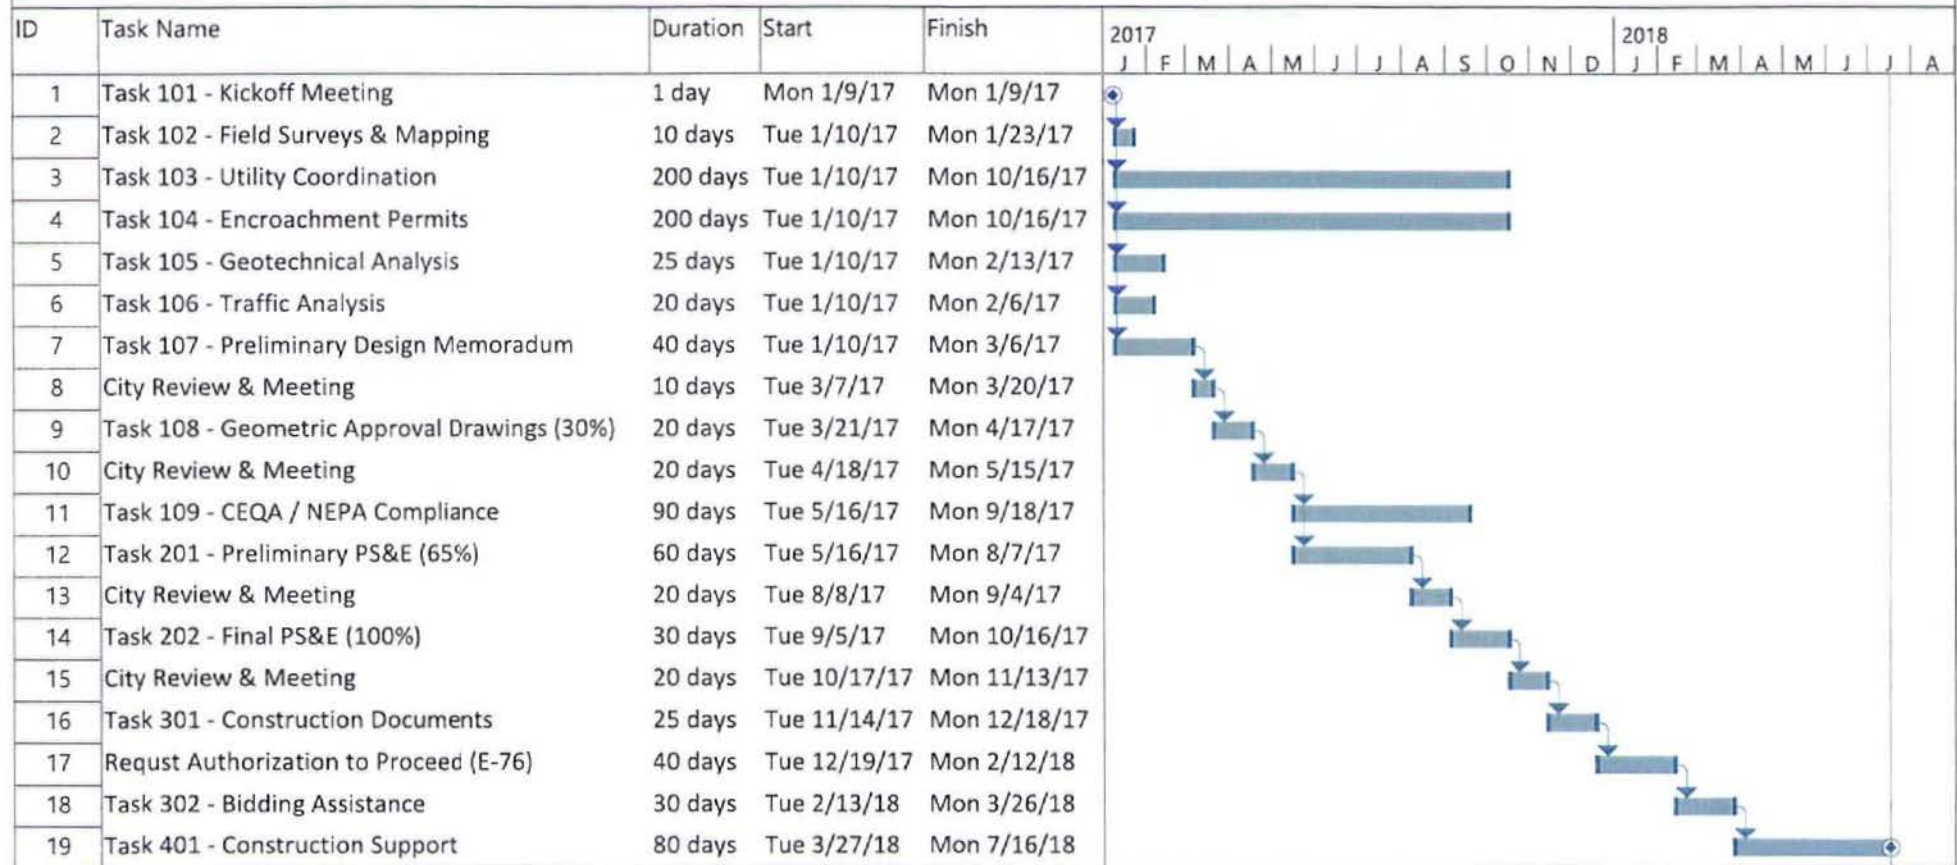 ID Task Name Duration Start Finish 2017 2018
J F M A M J J A S O N D J F M A M J J A
1 Task 101 - Kickoff Meeting 1 day Mon 1/9/17 Mon 1/9/17
2 Task 102 - Field Surveys & Mapping 10 days Tue 1/10/17 Mon 1/23/17
3 Task 103 - Utility Coordination 200 days Tue 1/10/17 Mon 10/16/17
4 Task 104 - Encroachment Permits 200 days Tue 1/10/17 Mon 10/16/17
5 Task 105 - Geotechnical Analysis 25 days Tue 1/10/17 Mon 2/13/17
6 Task 106 - Traffic Analysis 20 days Tue 1/10/17 Mon 2/6/17
7 Task 107 - Preliminary Design Memoradum 40 days Tue 1/10/17 Mon 3/6/17
8 City Review & Meeting 10 days Tue 3/7/17 Mon 3/20/17
9 Task 108 - Geometric Approval Drawings (30%) 20 days Tue 3/21/17 Mon 4/17/17
10 City Review & Meeting 20 days Tue 4/18/17 Mon 5/15/17
11 Task 109 - CEQA / NEPA Compliance 90 days Tue 5/16/17 Mon 9/18/17
12 Task 201 - Preliminary PS&E (65%) 60 days Tue 5/16/17 Mon 8/7/17
13 City Review & Meeting 20 days Tue 8/8/17 Mon 9/4/17
14 Task 202 - Final PS&E (100%) 30 days Tue 9/5/17 Mon 10/16/17
15 City Review & Meeting 20 days Tue 10/17/17 Mon 11/13/17
16 Task 301 - Construction Documents 25 days Tue 11/14/17 Mon 12/18/17
17 Requst Authorization to Proceed (E-76) 40 days Tue 12/19/17 Mon 2/12/18
18 Task 302 - Bidding Assistance 30 days Tue 2/13/18 Mon 3/26/18
19 Task 401 - Construction Support 80 days Tue 3/27/18 Mon 7/16/18